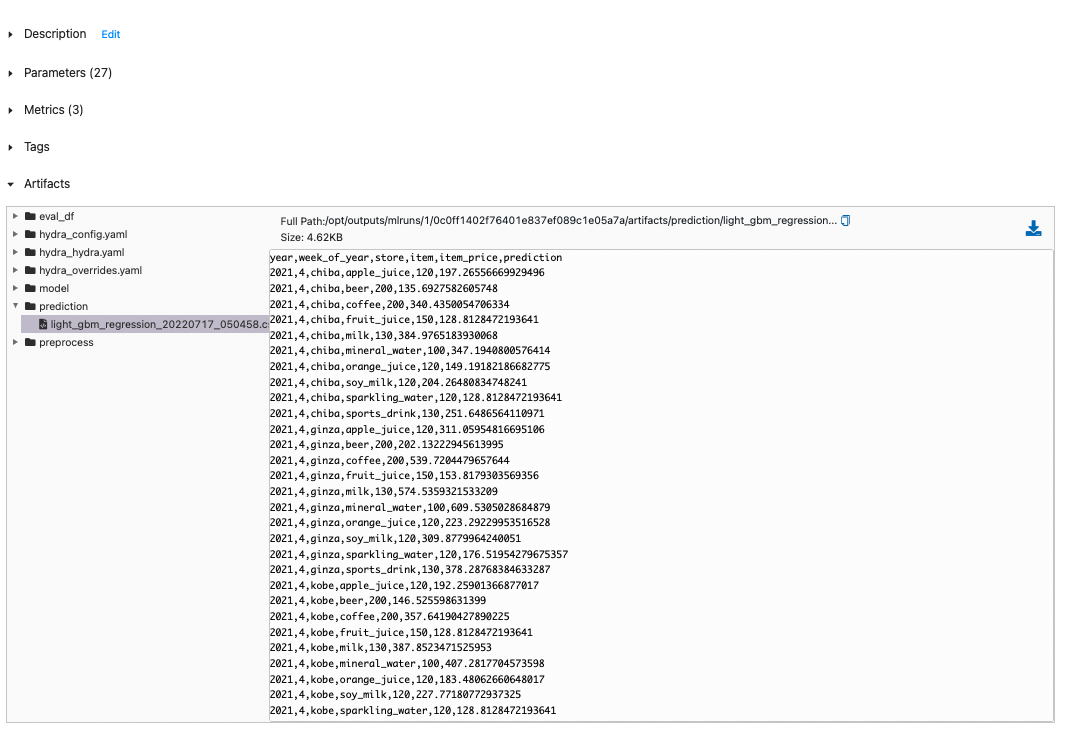 Description Edit
Parameters (27)
Metrics (3)
Tags
Artifacts
eval_df
hydra_config.yaml
hydra_hydra.yaml
hydra_overrides.yaml
model
prediction
light_gbm_regression_20220717_050458.c
preprocess
Full Path:/opt/outputs/mlruns/1/0c0ff1402f76401e837ef089c1e05a7a/artifacts/prediction/light_gbm_regression...
Size: 4.62KB
year,week_of_year,store,item,item_price,prediction
2021,4,chiba,apple_juice,120,197.26556669929496
2021,4,chiba,beer,200,135.6927582605748
2021,4,chiba,coffee,200,340.4350054706334
2021,4,chiba,fruit_juice,150,128.8128472193641
2021,4,chiba,milk,130,384.9765183930068
2021,4,chiba,mineral_water,100,347.1940800576414
2021,4,chiba,orange_juice,120,149.19182186682775
2021,4,chiba,soy_milk,120,204.26480834748241
2021,4,chiba,sparkling_water,120,128.8128472193641
2021,4,chiba,sports_drink,130,251.6486564110971
2021,4,ginza,apple_juice,120,311.05954816695106
2021,4,ginza,beer,200,202.13222945613995
2021,4,ginza,coffee,200,539.7204479657644
2021,4,ginza,fruit_juice,150,153.8179303569356
2021,4,ginza,milk,130,574.5359321533209
2021,4,ginza,mineral_water,100,609.5305028684879
2021,4,ginza,orange_juice,120,223.29229953516528
2021,4,ginza,soy_milk,120,309.8779964240051
2021,4,ginza,sparkling_water,120,176.51954279675357
2021,4,ginza,sports_drink,130,378.28768384633287
2021,4,kobe,apple_juice,120,192.25901366877017
2021,4,kobe,beer,200,146.525598631399
2021,4,kobe,coffee,200,357.64190427890225
2021,4,kobe,fruit_juice,150,128.8128472193641
2021,4,kobe,milk,130,387.8523471525953
2021,4,kobe,mineral_water,100,407.2817704573598
2021,4,kobe,orange_juice,120,183.48062660648017
2021,4,kobe,soy_milk,120,227.77180772937325
2021,4,kobe,sparkling_water,120,128.8128472193641